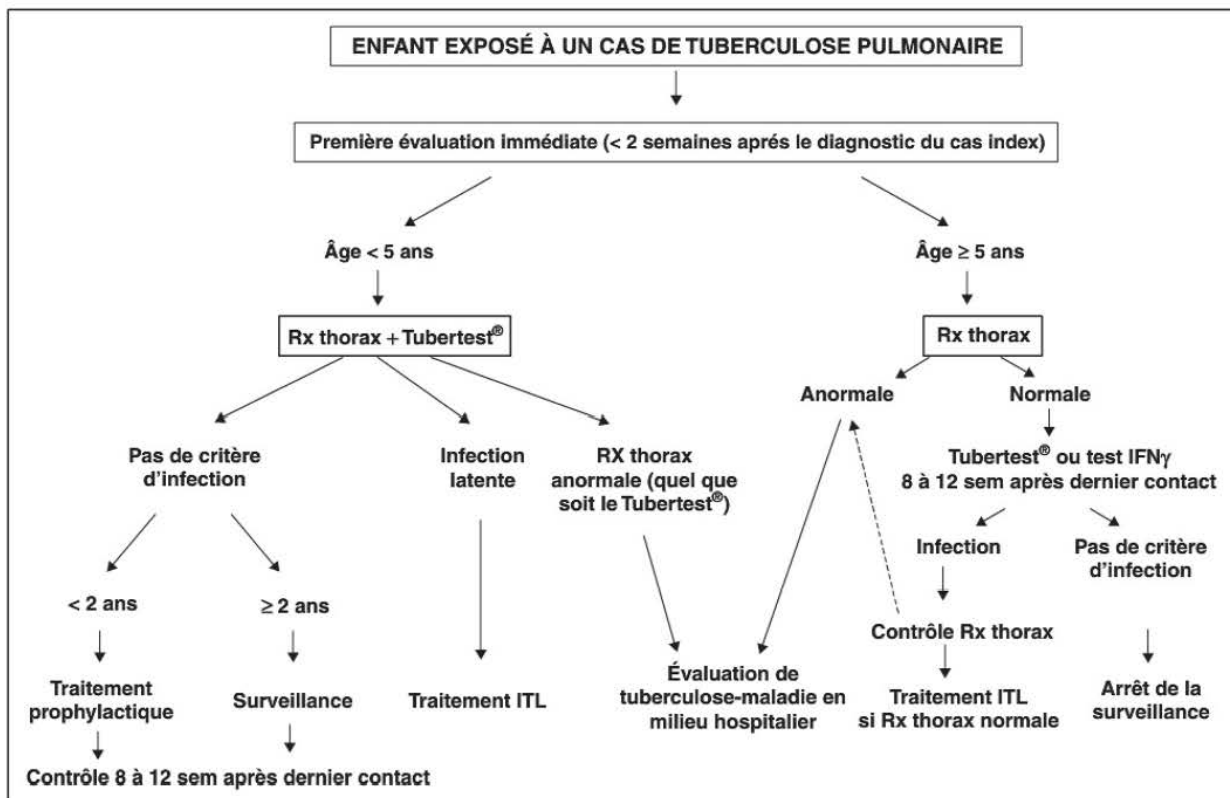 ENFANT EXPOSÉ À UN CAS DE TUBERCULOSE PULMONAIRE
Première évaluation immédiate (< 2 semaines aprés le diagnostic du cas index)
Âge < 5 ans
Âge ≥ 5 ans
Rx thorax + Tubertest®
Rx thorax
Anormale
Normale
Pas de critère
d'infection
Infection
latente
RX thorax
anormale (quel que
soit le Tubertest®)
Tubertest® ou test IFNγ
8 à 12 sem après dernier contact
Infection
Pas de critère
d'infection
< 2 ans
≥ 2 ans
Contrôle Rx thorax
Traitement
prophylactique
Surveillance
Traitement ITL
Évaluation de
tuberculose-maladie en
milieu hospitalier
Traitement ITL
si Rx thorax normale
Arrêt de la
surveillance
Contrôle 8 à 12 sem après dernier contact